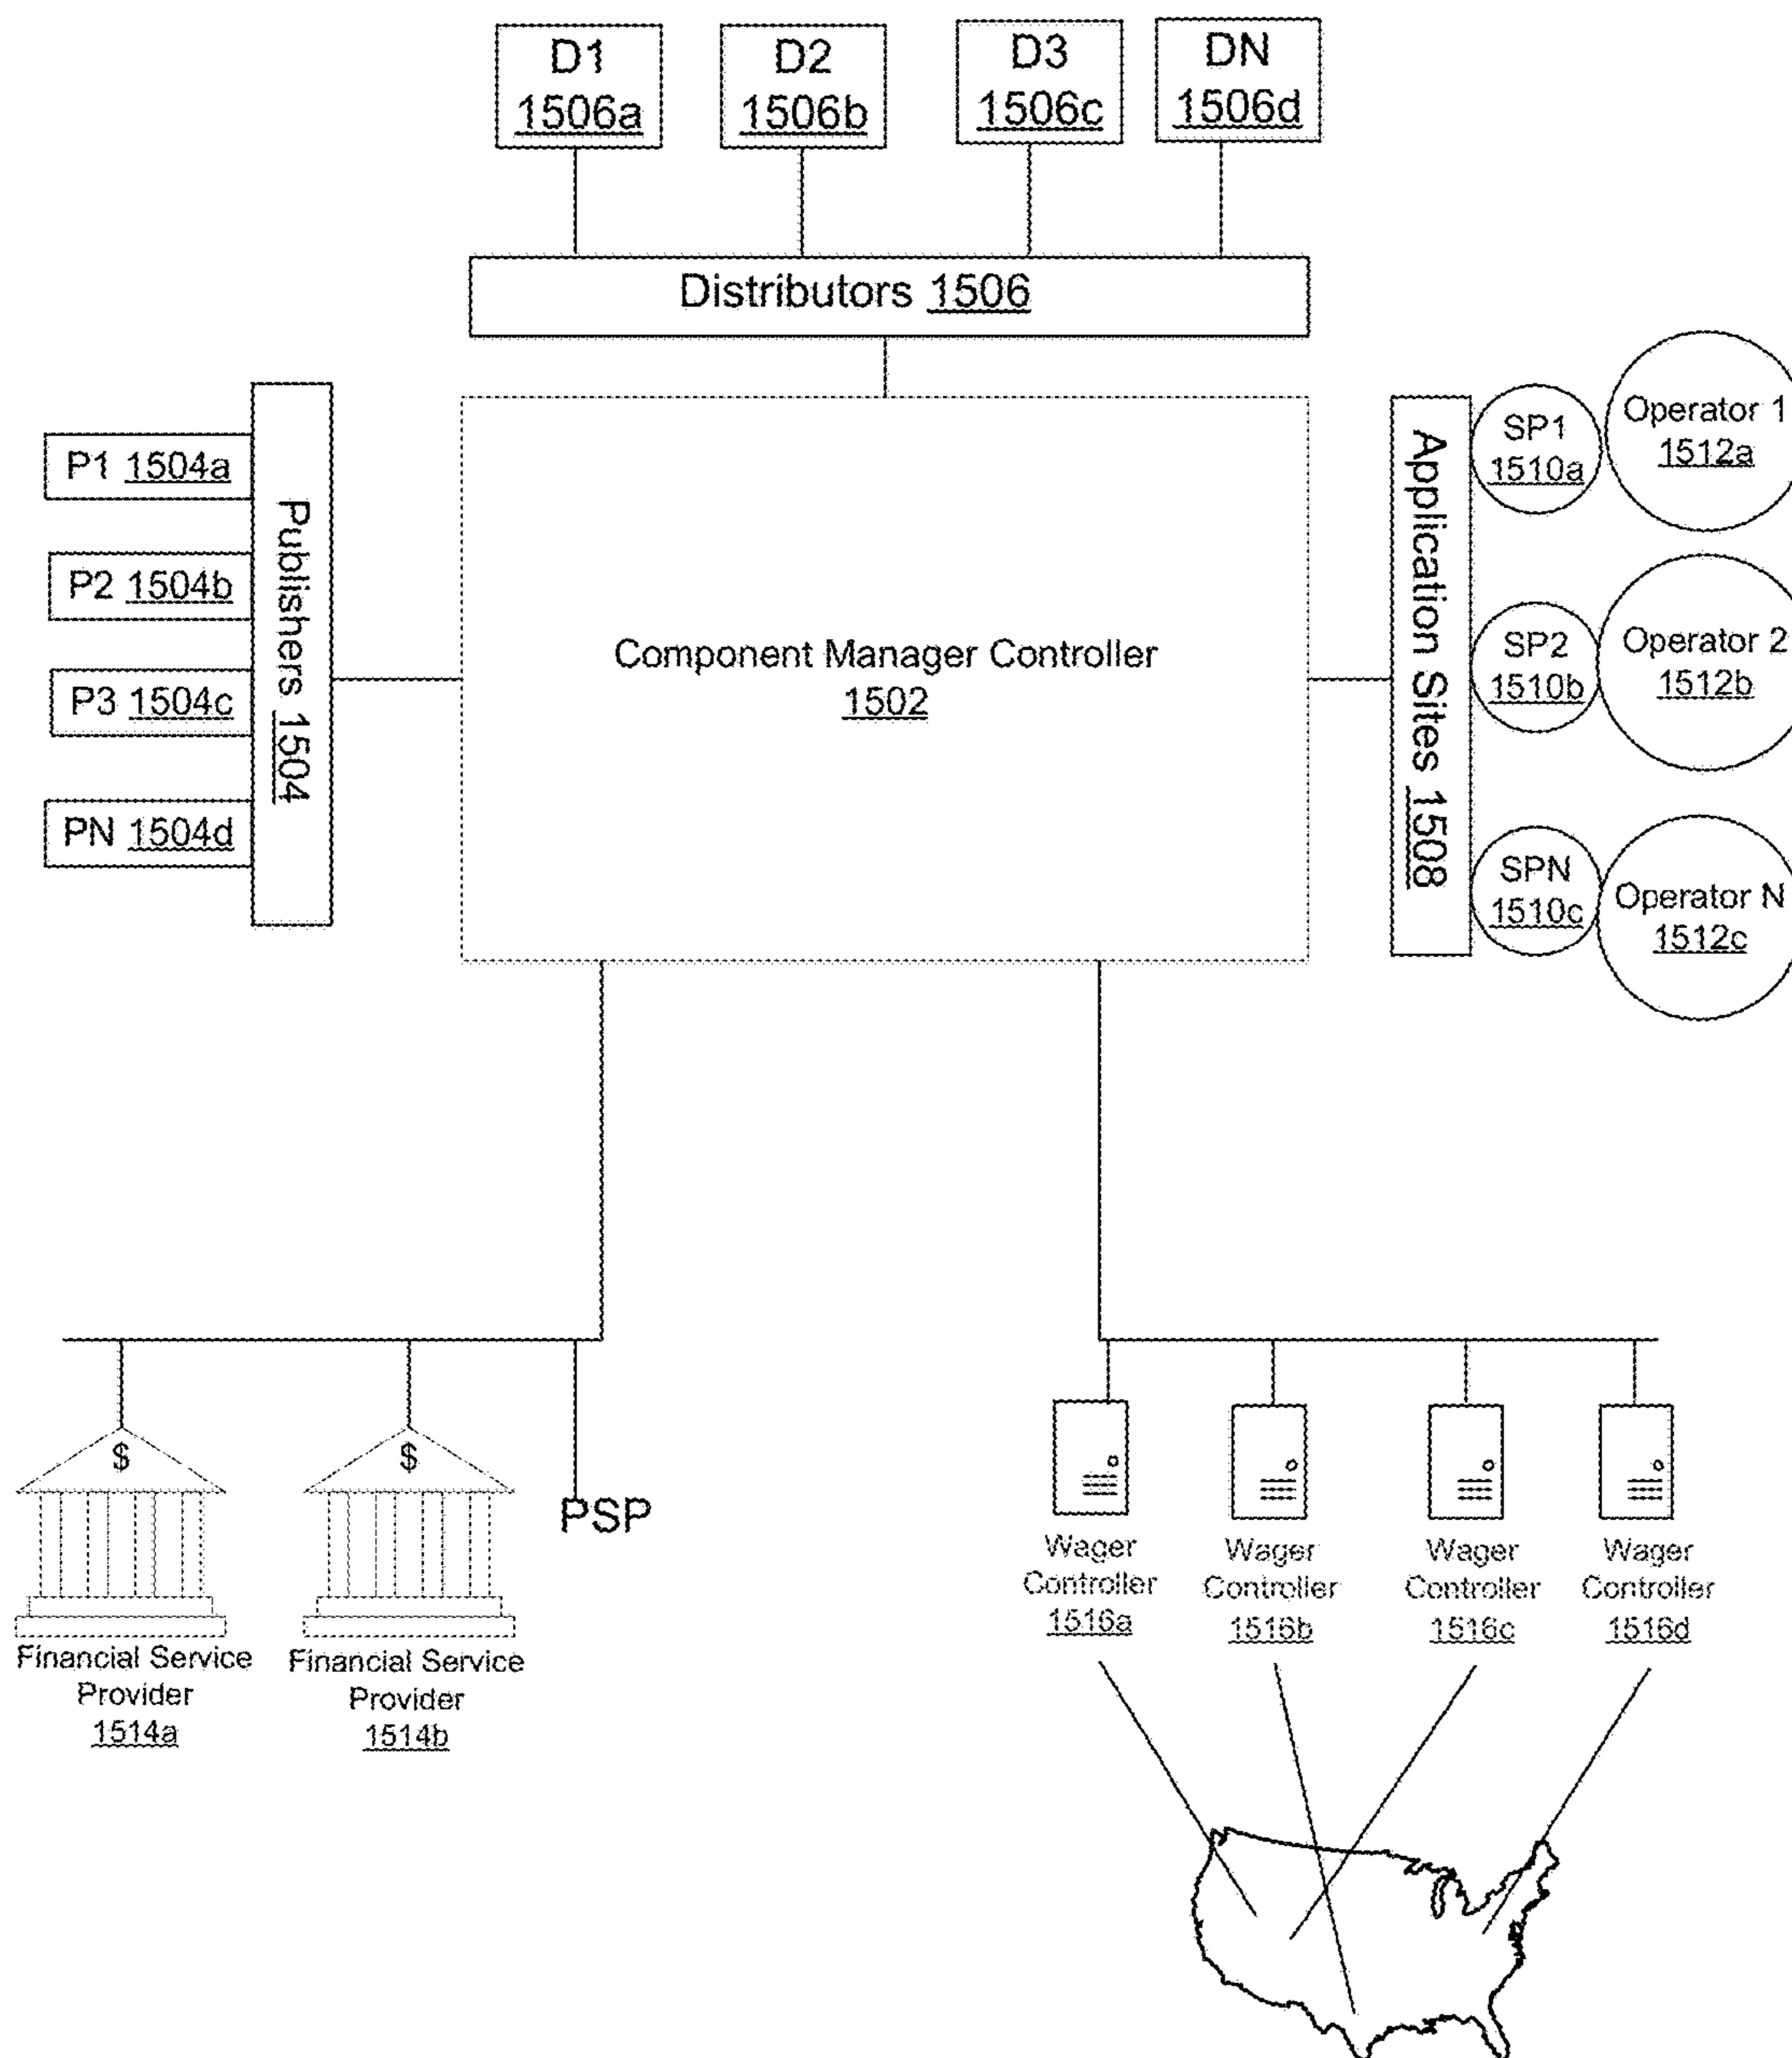 D1
1506a
D2
1506b
D3
1506c
DN
1506d
Distributors 1506
P1 1504a
P2 1504b
P3 1504c
PN 1504d
Publishers 1504
Component Manager Controller
1502
Application Sites 1508
SP1
1510a
Operator 1
1512a
SP2
1510b
Operator 2
1512b
SPN
1510c
Operator N
1512c
$
Financial Service
Provider
1514a
$
Financial Service
Provider
1514b
PSP
Wager
Controller
1516a
Wager
Controller
1516b
Wager
Controller
1516c
Wager
Controller
1516d